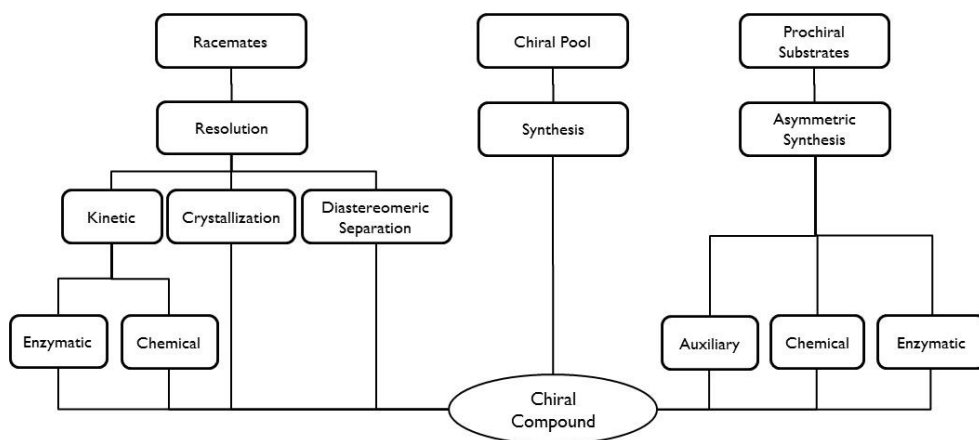 Racemates
Chiral Pool
Prochiral
Substrates
Resolution
Synthesis
Asymmetric
Synthesis
Kinetic
Crystallization
Diastereomeric
Separation
Enzymatic
Chemical
Auxiliary
Chemical
Enzymatic
Chiral
Compound